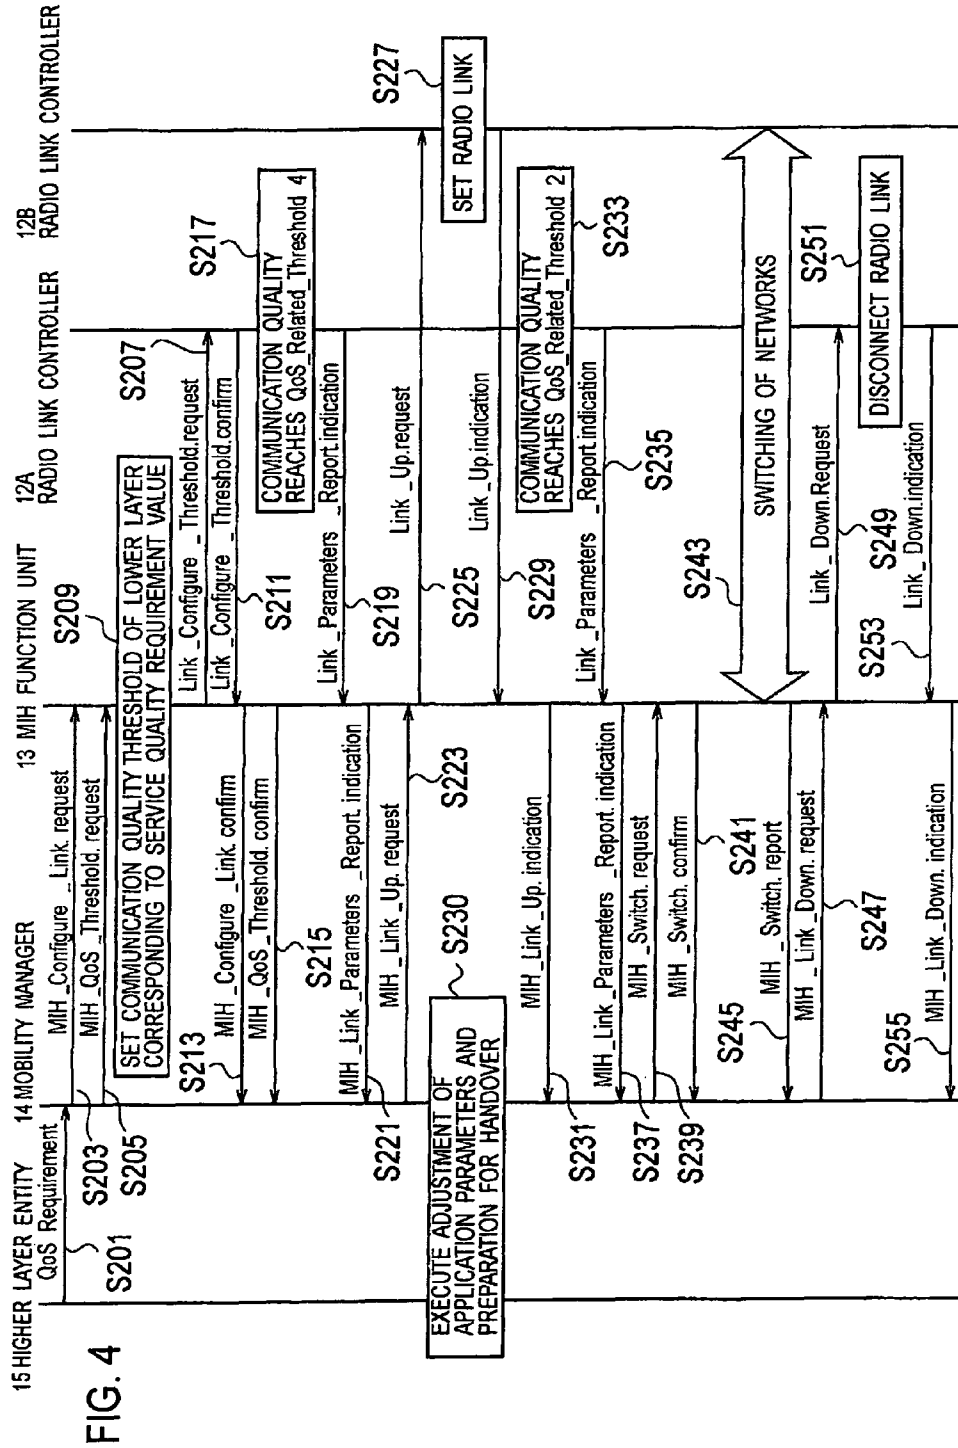 FIG. 4
15 HIGHER LAYER ENTITY
14 MOBILITY MANAGER
13 MIH FUNCTION UNIT
12A
RADIO LINK CONTROLLER
12B
RADIO LINK CONTROLLER
QoS Requirement
S201
MIH_Configure_Link.request
S203
MIH_QoS_Threshold.request
S205
S209
SET COMMUNICATION QUALITY THRESHOLD OF LOWER LAYER
CORRESPONDING TO SERVICE QUALITY REQUIREMENT VALUE
Link_Configure_Threshold.request
S207
Link_Configure_Threshold.confirm
S211
MIH_Configure_Link.confirm
S213
MIH_QoS_Threshold.confirm
S215
S217
COMMUNICATION QUALITY
REACHES QoS_Related_Threshold 4
Link_Parameters_Report.indication
S219
MIH_Link_Parameters_Report.indication
S221
MIH_Link_Up.request
S223
Link_Up.request
S225
S227
SET RADIO LINK
Link_Up.indication
S229
S230
EXECUTE ADJUSTMENT OF
APPLICATION PARAMETERS AND
PREPARATION FOR HANDOVER
MIH_Link_Up.indication
S231
COMMUNICATION QUALITY
REACHES QoS_Related_Threshold 2
S233
Link_Parameters_Report.indication
S235
MIH_Link_Parameters_Report.indication
S237
MIH_Switch.request
S239
MIH_Switch.confirm
S241
S243
SWITCHING OF NETWORKS
MIH_Switch.report
S245
MIH_Link_Down.request
S247
Link_Down.Request
S249
S251
DISCONNECT RADIO LINK
Link_Down.indication
S253
MIH_Link_Down.indication
S255